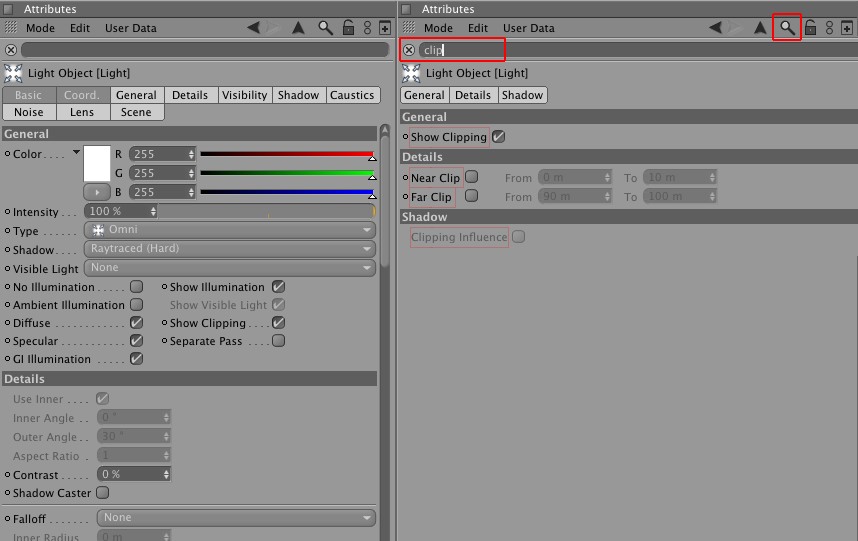 Attributes
Mode Edit User Data
Light Object [Light]
Basic Coord. General Details Visibility Shadow Caustics
Noise Lens Scene
General
Color . . . . R 255
G 255
B 255
Intensity . . . 100 %
Type . . . . . Omni
Shadow. . . . Raytraced (Hard)
Visible Light None
No Illumination . . . . Show Illumination
Ambient Illumination Show Visible Light
Diffuse . . . . . . . . . . . Show Clipping . . . .
Specular . . . . . . . . . . Separate Pass . . . .
GI Illumination . . . . .
Details
Use Inner . . . .
Inner Angle . . 0 °
Outer Angle. . 30 °
Aspect Ratio . 1
Contrast . . . . . 0 %
Shadow Caster
Falloff . . . . . . None
Inner Radius 0 m
Attributes
Mode Edit User Data
clip
Light Object [Light]
General Details Shadow
General
Show Clipping
Details
Near Clip From 0 m To 10 m
Far Clip From 90 m To 100 m
Shadow
Clipping Influence